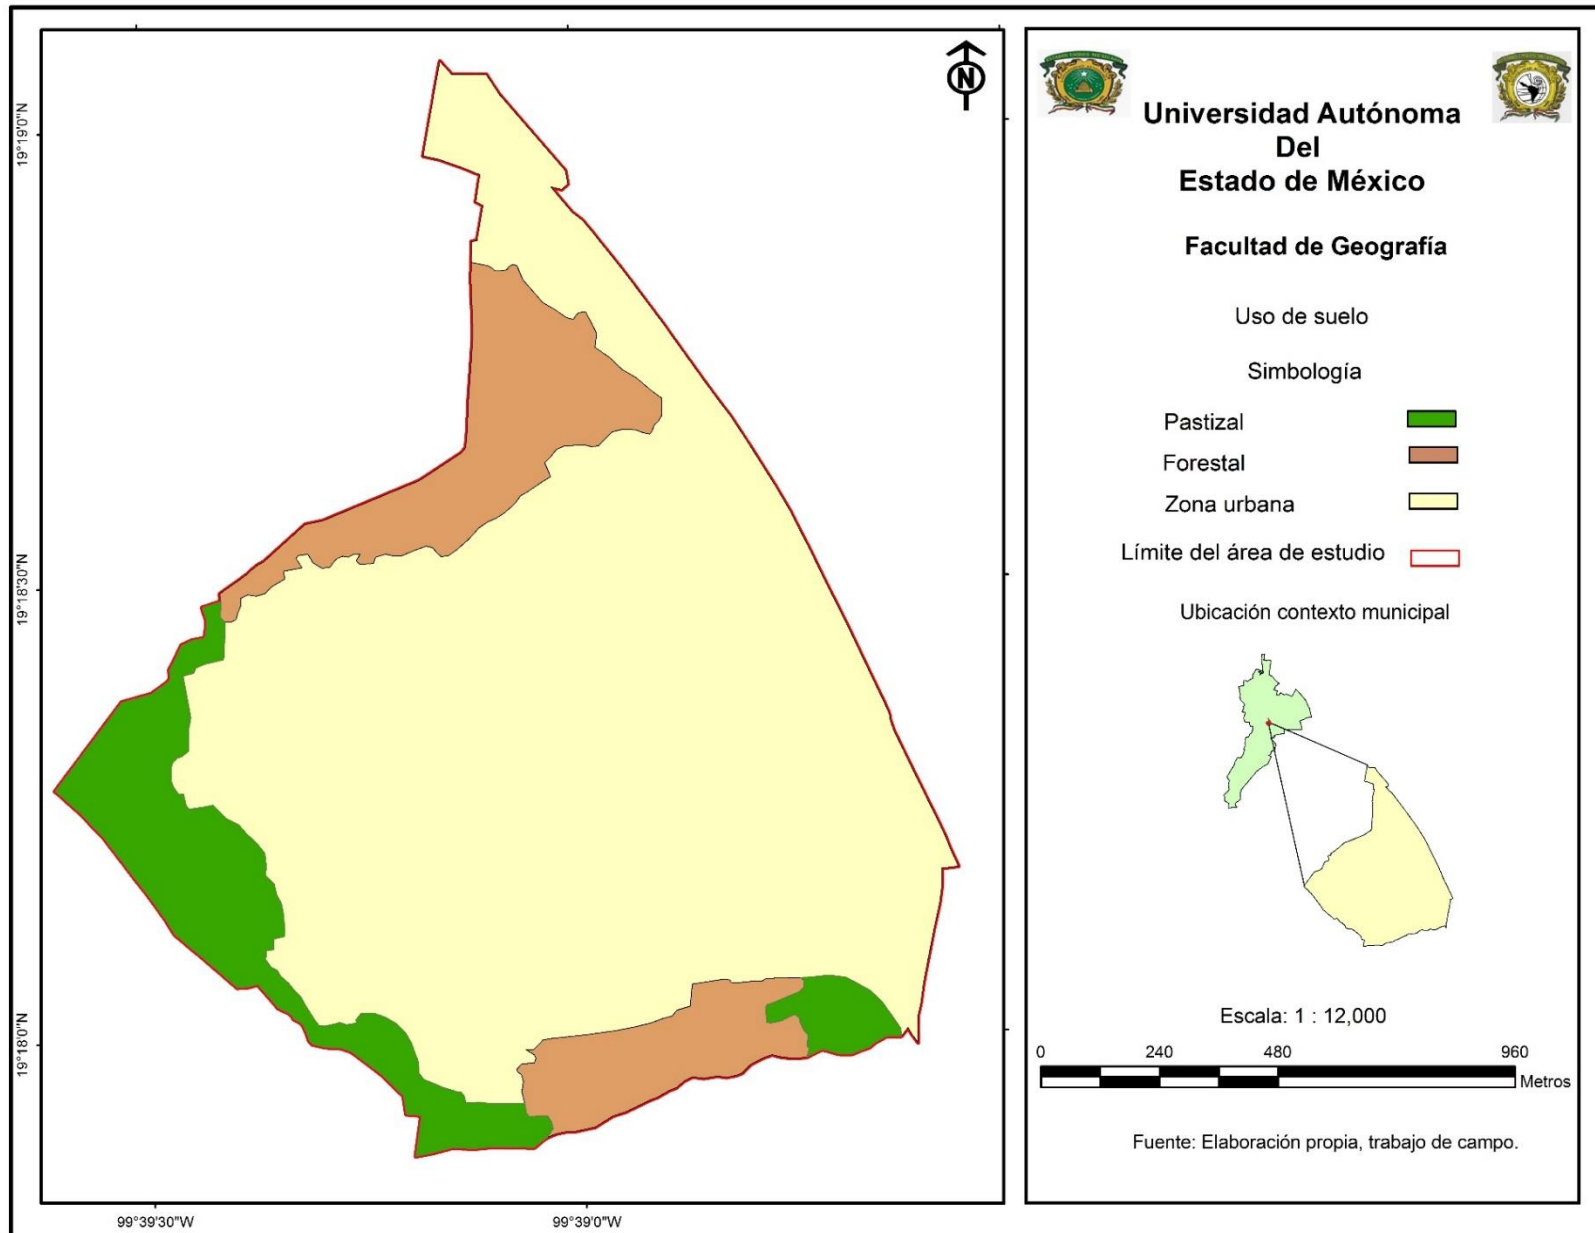 19°19'0"N
19°18'30"N
19°18'0"N
99°39'30"W
99°39'0"W
N
Universidad Autónoma
Del
Estado de México
Facultad de Geografía
Uso de suelo
Simbología
Pastizal
Forestal
Zona urbana
Límite del área de estudio
Ubicación contexto municipal
Escala: 1 : 12,000
0 240 480 960
Metros
Fuente: Elaboración propia, trabajo de campo.